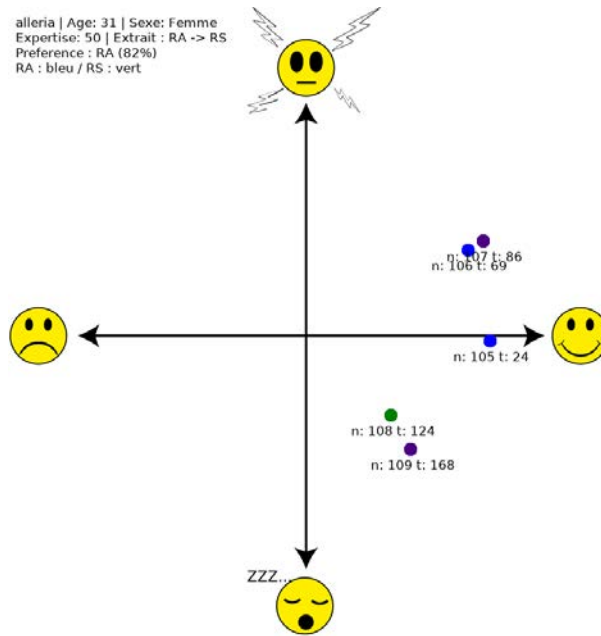 alleria | Age: 31 | Sexe: Femme
Expertise: 50 | Extrait : RA -> RS
Preference : RA (82%)
RA : bleu / RS : vert
n: 107 t: 86
n: 106 t: 69
n: 105 t: 24
n: 108 t: 124
n: 109 t: 168
ZZZ...